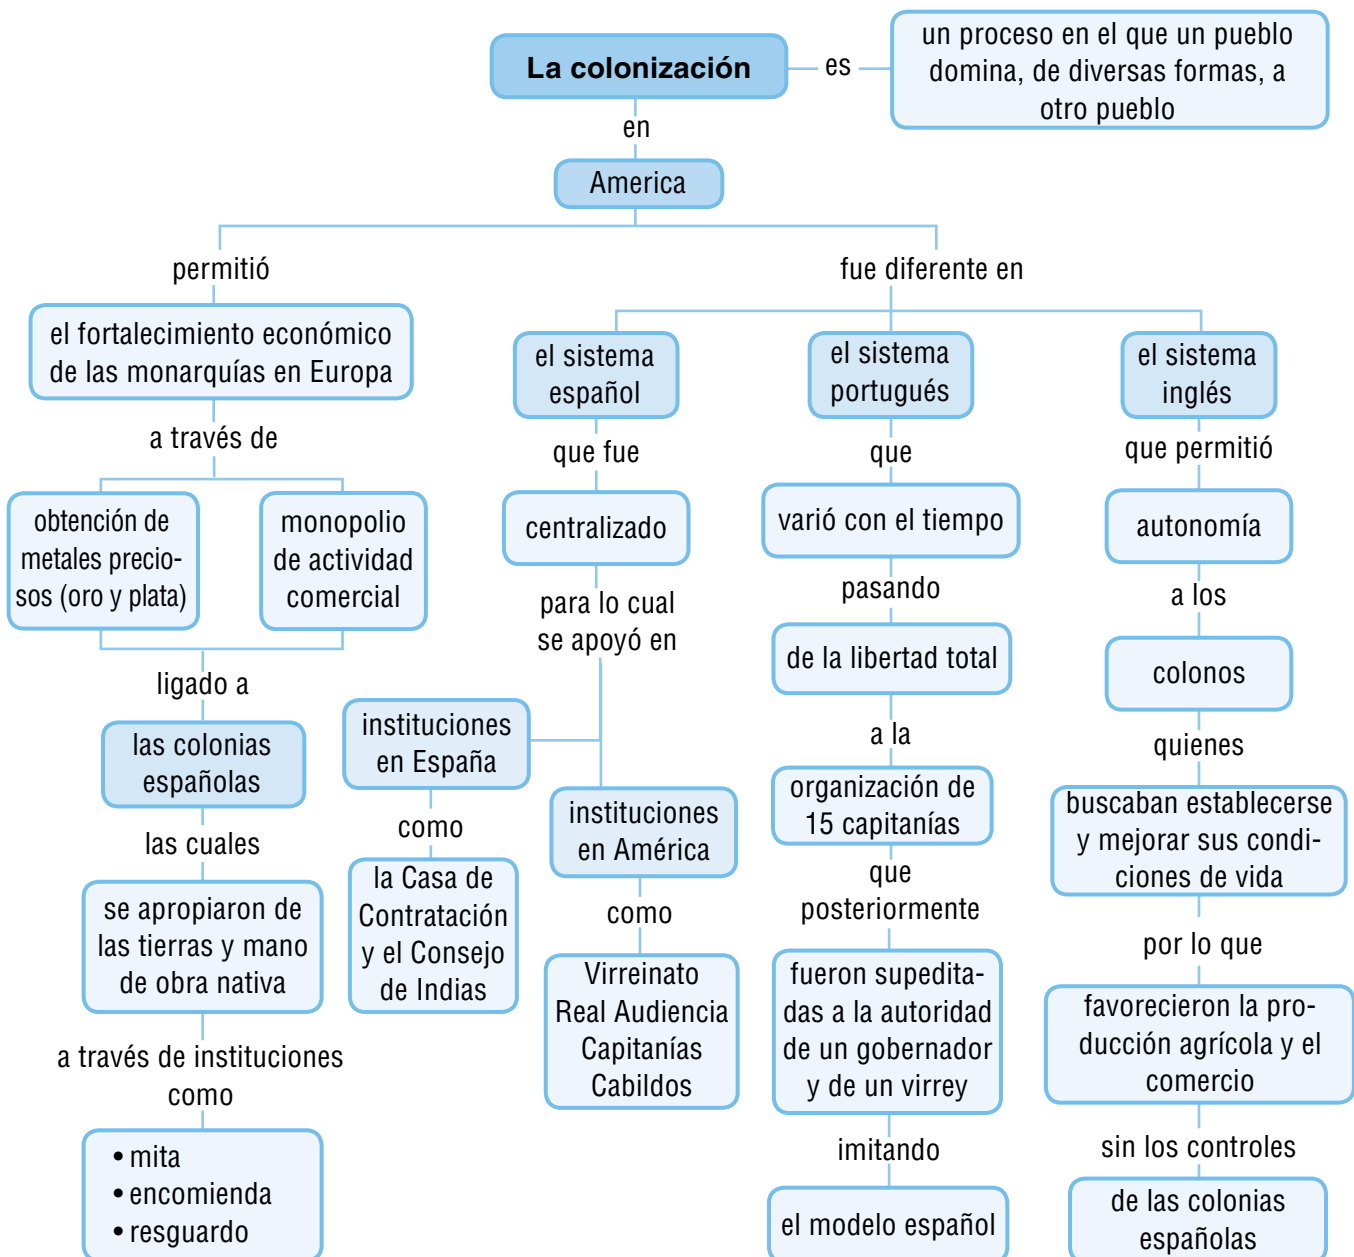 La colonización
es
un proceso en el que un pueblo
domina, de diversas formas, a
otro pueblo
en
America
permitió
el fortalecimiento económico
de las monarquías en Europa
a través de
obtención de
metales precio-
sos (oro y plata)
monopolio
de actividad
comercial
ligado a
las colonias
españolas
las cuales
se apropiaron de
las tierras y mano
de obra nativa
a través de instituciones
como
• mita
• encomienda
• resguardo
fue diferente en
el sistema
español
que fue
centralizado
para lo cual
se apoyó en
instituciones
en España
como
la Casa de
Contratación
y el Consejo
de Indias
instituciones
en América
como
Virreinato
Real Audiencia
Capitanías
Cabildos
el sistema
portugués
que
varió con el tiempo
pasando
de la libertad total
a la
organización de
15 capitanías
que
posteriormente
fueron supedita-
das a la autoridad
de un gobernador
y de un virrey
imitando
el modelo español
el sistema
inglés
que permitió
autonomía
a los
colonos
quienes
buscaban establecerse
y mejorar sus condi-
ciones de vida
por lo que
favorecieron la pro-
ducción agrícola y el
comercio
sin los controles
de las colonias
españolas